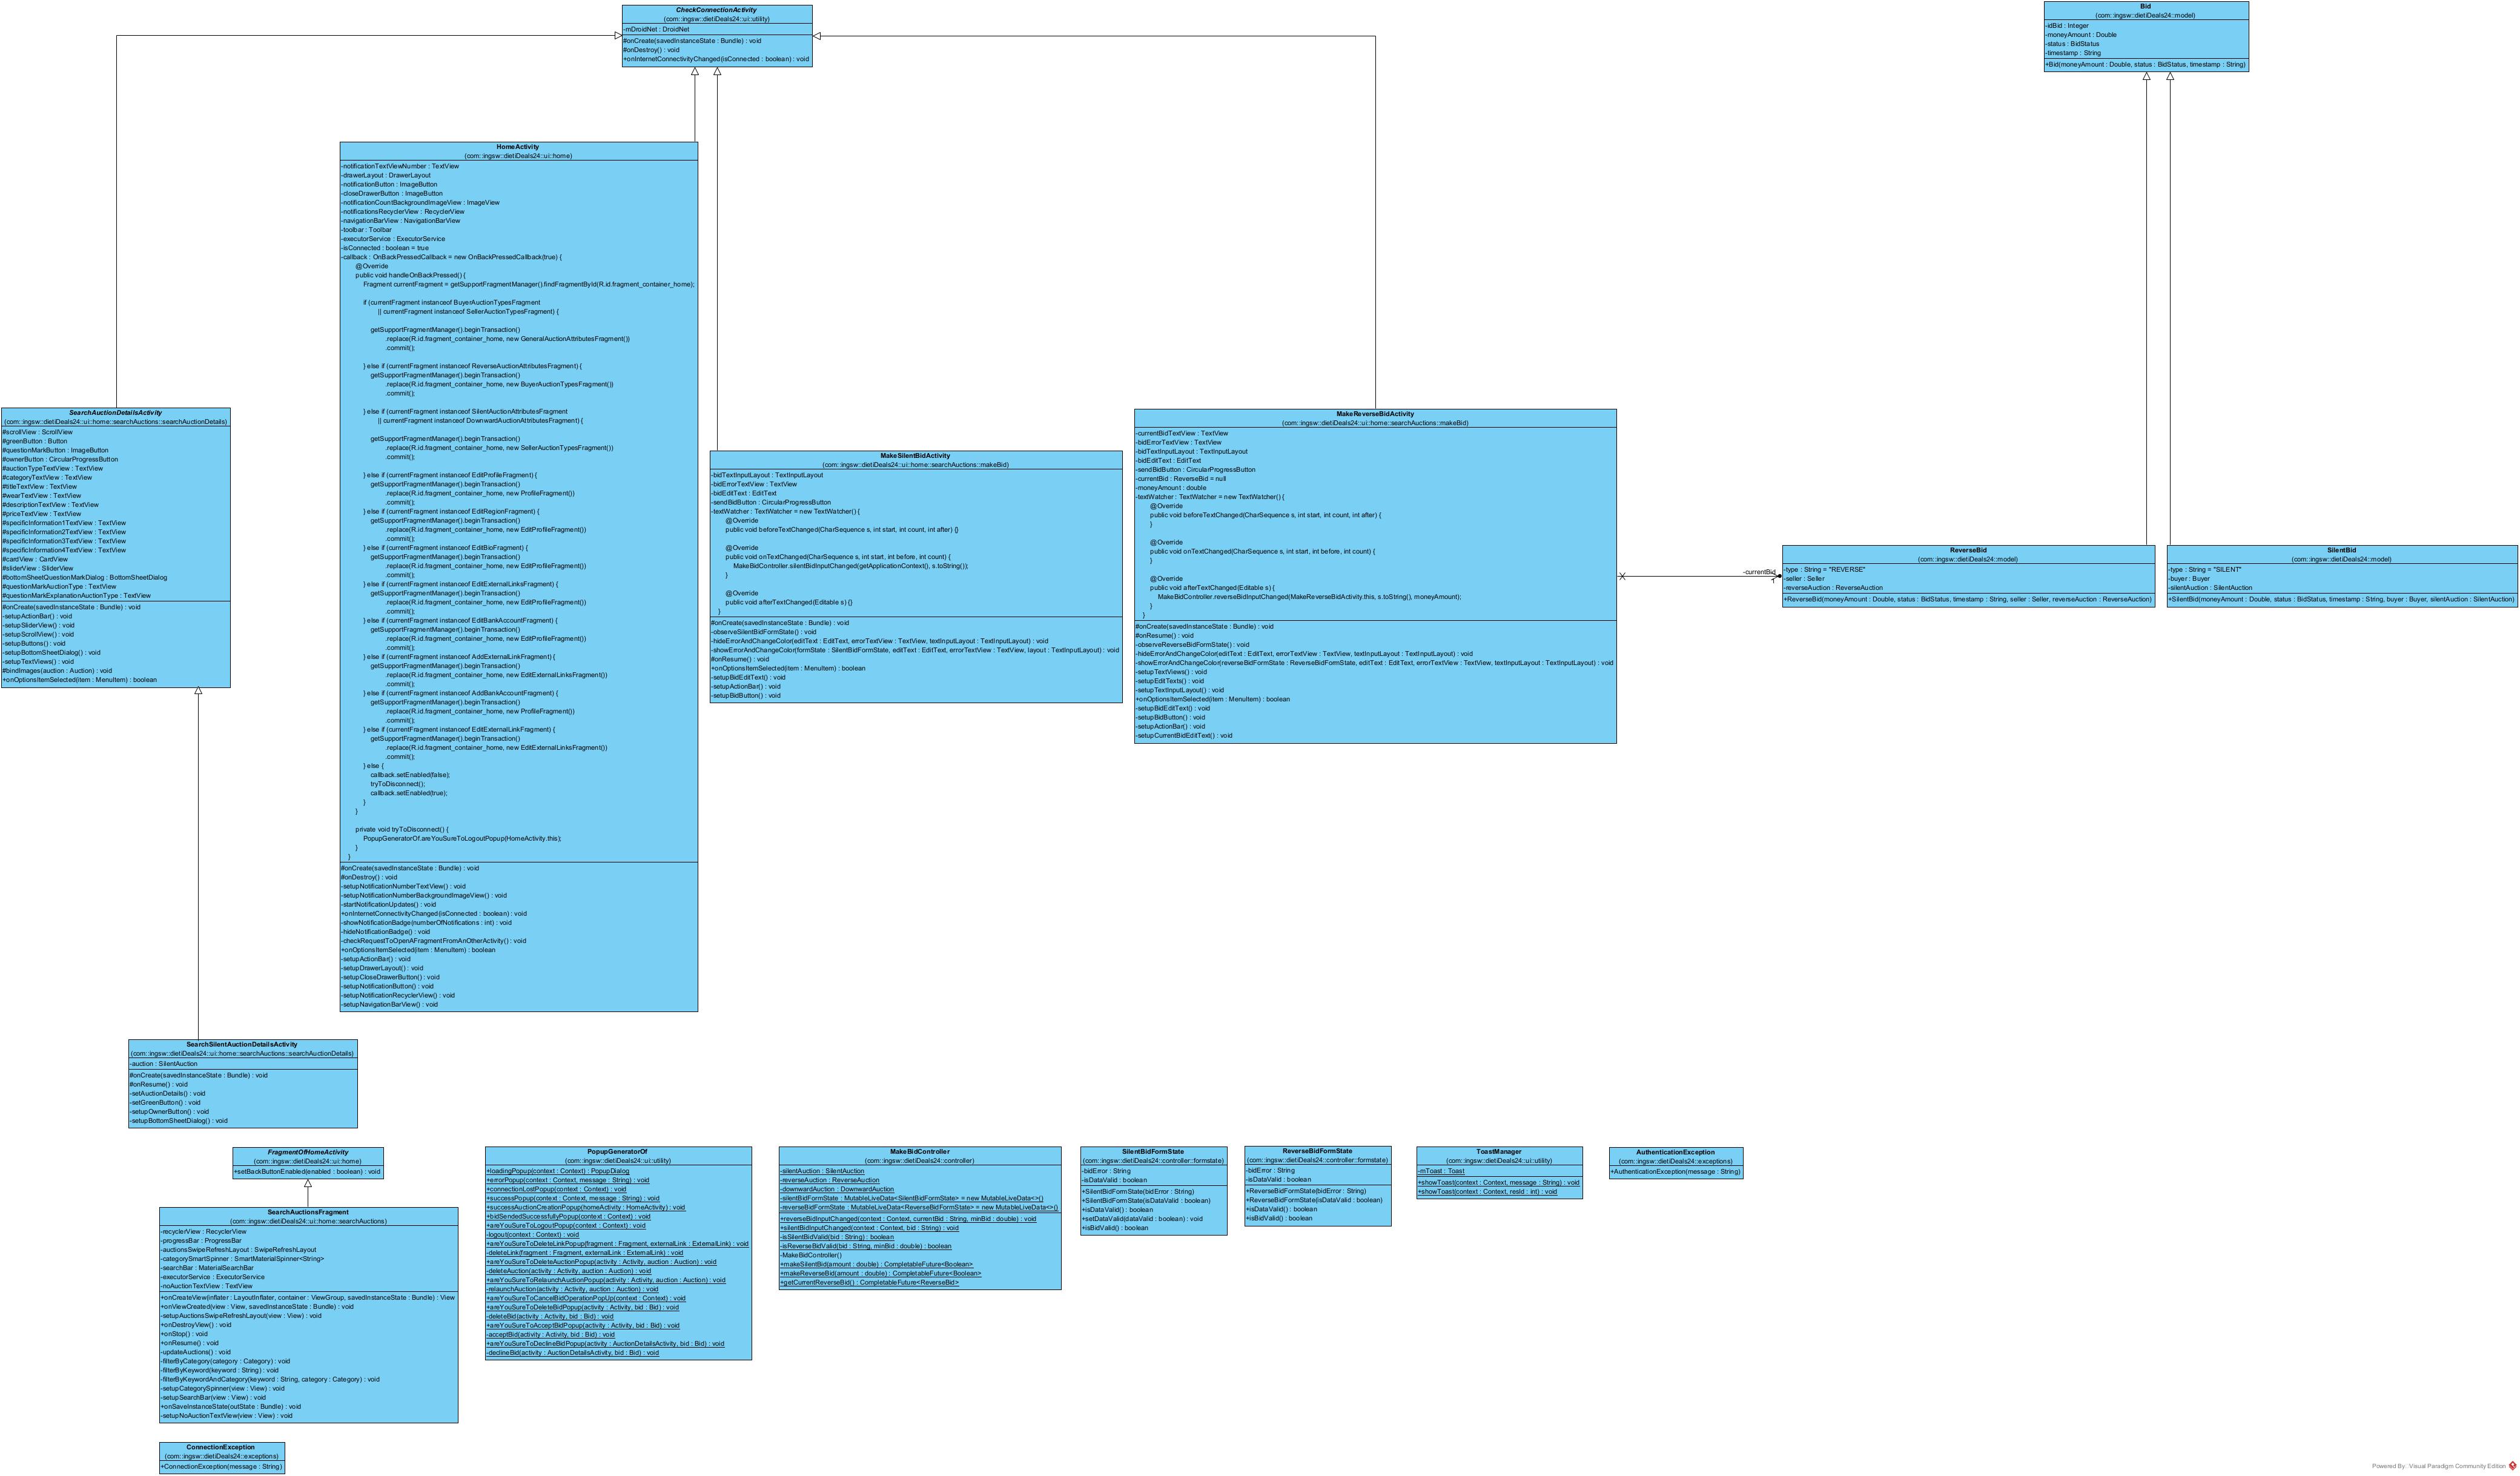 CheckConnectionActivity
(com::ingsw::dietiDeals24::ui::utility)
-mDroidNet : DroidNet
#onCreate(savedInstanceState : Bundle) : void
#onDestroy() : void
+onInternetConnectivityChanged(isConnected : boolean) : void
Bid
(com::ingsw::dietiDeals24::model)
-idBid : Integer
-moneyAmount : Double
-status : BidStatus
-timestamp : String
+Bid(moneyAmount : Double, status : BidStatus, timestamp : String)
HomeActivity
(com::ingsw::dietiDeals24::ui::home)
-notificationTextViewNumber : TextView
-drawerLayout : DrawerLayout
-notificationButton : ImageButton
-closeDrawerButton : ImageButton
-notificationCountBackgroundImageView : ImageView
-notificationsRecyclerView : RecyclerView
-navigationBarView : NavigationBarView
-toolbar : Toolbar
-executorService : ExecutorService
-isConnected : boolean = true
-callback : OnBackPressedCallback = new OnBackPressedCallback(true) {
@Override
public void handleOnBackPressed() {
Fragment currentFragment = getSupportFragmentManager().findFragmentById(R.id.fragment_container_home);
if (currentFragment instanceof BuyerAuctionTypesFragment
|| currentFragment instanceof SellerAuctionTypesFragment) {
getSupportFragmentManager().beginTransaction()
.replace(R.id.fragment_container_home, new GeneralAuctionAttributesFragment())
.commit();
} else if (currentFragment instanceof ReverseAuctionAttributesFragment) {
getSupportFragmentManager().beginTransaction()
.replace(R.id.fragment_container_home, new BuyerAuctionTypesFragment())
.commit();
} else if (currentFragment instanceof SilentAuctionAttributesFragment
|| currentFragment instanceof DownwardAuctionAttributesFragment) {
getSupportFragmentManager().beginTransaction()
.replace(R.id.fragment_container_home, new SellerAuctionTypesFragment())
.commit();
} else if (currentFragment instanceof EditProfileFragment) {
getSupportFragmentManager().beginTransaction()
.replace(R.id.fragment_container_home, new ProfileFragment())
.commit();
} else if (currentFragment instanceof EditRegionFragment) {
getSupportFragmentManager().beginTransaction()
.replace(R.id.fragment_container_home, new EditProfileFragment())
.commit();
} else if (currentFragment instanceof EditBioFragment) {
getSupportFragmentManager().beginTransaction()
.replace(R.id.fragment_container_home, new EditProfileFragment())
.commit();
} else if (currentFragment instanceof EditExternalLinksFragment) {
getSupportFragmentManager().beginTransaction()
.replace(R.id.fragment_container_home, new EditProfileFragment())
.commit();
} else if (currentFragment instanceof EditBankAccountFragment) {
getSupportFragmentManager().beginTransaction()
.replace(R.id.fragment_container_home, new EditProfileFragment())
.commit();
} else if (currentFragment instanceof AddExternalLinkFragment) {
getSupportFragmentManager().beginTransaction()
.replace(R.id.fragment_container_home, new EditExternalLinksFragment())
.commit();
} else if (currentFragment instanceof AddBankAccountFragment) {
getSupportFragmentManager().beginTransaction()
.replace(R.id.fragment_container_home, new ProfileFragment())
.commit();
} else if (currentFragment instanceof EditExternalLinkFragment) {
getSupportFragmentManager().beginTransaction()
.replace(R.id.fragment_container_home, new EditExternalLinksFragment())
.commit();
} else {
callback.setEnabled(false);
tryToDisconnect();
callback.setEnabled(true);
}
}
private void tryToDisconnect() {
PopupGeneratorOf.areYouSureToLogoutPopup(HomeActivity.this);
}
}
#onCreate(savedInstanceState : Bundle) : void
#onDestroy() : void
-setupNotificationNumberTextView() : void
-setupNotificationNumberBackgroundImageView() : void
-startNotificationUpdates() : void
+onInternetConnectivityChanged(isConnected : boolean) : void
-showNotificationBadge(numberOfNotifications : int) : void
-hideNotificationBadge() : void
-checkRequestToOpenAFragmentFromAnOtherActivity() : void
+onOptionsItemSelected(item : MenuItem) : boolean
-setupActionBar() : void
-setupDrawerLayout() : void
-setupCloseDrawerButton() : void
-setupNotificationButton() : void
-setupNotificationRecyclerView() : void
-setupNavigationBarView() : void
SearchAuctionDetailsActivity
(com::ingsw::dietiDeals24::ui::home::searchAuctions::searchAuctionDetails)
#scrollView : ScrollView
#greenButton : Button
#questionMarkButton : ImageButton
#ownerButton : CircularProgressButton
#auctionTypeTextView : TextView
#categoryTextView : TextView
#titleTextView : TextView
#wearTextView : TextView
#descriptionTextView : TextView
#priceTextView : TextView
#specificInformation1TextView : TextView
#specificInformation2TextView : TextView
#specificInformation3TextView : TextView
#specificInformation4TextView : TextView
#cardView : CardView
#sliderView : SliderView
#bottomSheetQuestionMarkDialog : BottomSheetDialog
#questionMarkAuctionType : TextView
#questionMarkExplanationAuctionType : TextView
#onCreate(savedInstanceState : Bundle) : void
-setupActionBar() : void
-setupSliderView() : void
-setupScrollView() : void
-setupButtons() : void
-setupBottomSheetDialog() : void
-setupTextViews() : void
#bindImages(auction : Auction) : void
+onOptionsItemSelected(item : MenuItem) : boolean
MakeSilentBidActivity
(com::ingsw::dietiDeals24::ui::home::searchAuctions::makeBid)
-bidTextInputLayout : TextInputLayout
-bidErrorTextView : TextView
-bidEditText : EditText
-sendBidButton : CircularProgressButton
-textWatcher : TextWatcher = new TextWatcher() {
@Override
public void beforeTextChanged(CharSequence s, int start, int count, int after) {}
@Override
public void onTextChanged(CharSequence s, int start, int before, int count) {
MakeBidController.silentBidInputChanged(getApplicationContext(), s.toString());
}
@Override
public void afterTextChanged(Editable s) {}
}
#onCreate(savedInstanceState : Bundle) : void
-observeSilentBidFormState() : void
-hideErrorAndChangeColor(editText : EditText, errorTextView : TextView, textInputLayout : TextInputLayout) : void
-showErrorAndChangeColor(formState : SilentBidFormState, editText : EditText, errorTextView : TextView, layout : TextInputLayout) : void
#onResume() : void
+onOptionsItemSelected(item : MenuItem) : boolean
-setupBidEditText() : void
-setupActionBar() : void
-setupBidButton() : void
MakeReverseBidActivity
(com::ingsw::dietiDeals24::ui::home::searchAuctions::makeBid)
-currentBidTextView : TextView
-bidErrorTextView : TextView
-bidTextInputLayout : TextInputLayout
-bidEditText : EditText
-sendBidButton : CircularProgressButton
-currentBid : ReverseBid = null
-moneyAmount : double
-textWatcher : TextWatcher = new TextWatcher() {
@Override
public void beforeTextChanged(CharSequence s, int start, int count, int after) {
}
@Override
public void onTextChanged(CharSequence s, int start, int before, int count) {
}
@Override
public void afterTextChanged(Editable s) {
MakeBidController.reverseBidInputChanged(MakeReverseBidActivity.this, s.toString(), moneyAmount);
}
}
#onCreate(savedInstanceState : Bundle) : void
#onResume() : void
-observeReverseBidFormState() : void
-hideErrorAndChangeColor(editText : EditText, errorTextView : TextView, textInputLayout : TextInputLayout) : void
-showErrorAndChangeColor(reverseBidFormState : ReverseBidFormState, editText : EditText, errorTextView : TextView, textInputLayout : TextInputLayout) : void
-setupTextViews() : void
-setupEditTexts() : void
-setupTextInputLayout() : void
+onOptionsItemSelected(item : MenuItem) : boolean
-setupBidEditText() : void
-setupBidButton() : void
-setupActionBar() : void
-setupCurrentBidEditText() : void
-currentBid
ReverseBid
(com::ingsw::dietiDeals24::model)
-type : String = "REVERSE"
-seller : Seller
-reverseAuction : ReverseAuction
+ReverseBid(moneyAmount : Double, status : BidStatus, timestamp : String, seller : Seller, reverseAuction : ReverseAuction)
SilentBid
(com::ingsw::dietiDeals24::model)
-type : String = "SILENT"
-buyer : Buyer
-silentAuction : SilentAuction
+SilentBid(moneyAmount : Double, status : BidStatus, timestamp : String, buyer : Buyer, silentAuction : SilentAuction)
SearchSilentAuctionDetailsActivity
(com::ingsw::dietiDeals24::ui::home::searchAuctions::searchAuctionDetails)
-auction : SilentAuction
#onCreate(savedInstanceState : Bundle) : void
#onResume() : void
-setAuctionDetails() : void
-setGreenButton() : void
-setupOwnerButton() : void
-setupBottomSheetDialog() : void
FragmentOfHomeActivity
(com::ingsw::dietiDeals24::ui::home)
+setBackButtonEnabled(enabled : boolean) : void
SearchAuctionsFragment
(com::ingsw::dietiDeals24::ui::home::searchAuctions)
-recyclerView : RecyclerView
-progressBar : ProgressBar
-auctionsSwipeRefreshLayout : SwipeRefreshLayout
-categorySmartSpinner : SmartMaterialSpinner<String>
-searchBar : MaterialSearchBar
-executorService : ExecutorService
-noAuctionTextView : TextView
+onCreateView(inflater : LayoutInflater, container : ViewGroup, savedInstanceState : Bundle) : View
+onViewCreated(view : View, savedInstanceState : Bundle) : void
-setupAuctionsSwipeRefreshLayout(view : View) : void
+onDestroyView() : void
+onStop() : void
+onResume() : void
-updateAuctions() : void
-filterByCategory(category : Category) : void
-filterByKeyword(keyword : String) : void
-filterByKeywordAndCategory(keyword : String, category : Category) : void
-setupCategorySpinner(view : View) : void
-setupSearchBar(view : View) : void
+onSaveInstanceState(outState : Bundle) : void
-setupNoAuctionTextView(view : View) : void
PopupGeneratorOf
(com::ingsw::dietiDeals24::ui::utility)
+loadingPopup(context : Context) : PopupDialog
+errorPopup(context : Context, message : String) : void
+connectionLostPopup(context : Context) : void
+successPopup(context : Context, message : String) : void
+successAuctionCreationPopup(homeActivity : HomeActivity) : void
+bidSendedSuccessfullyPopup(context : Context) : void
+areYouSureToLogoutPopup(context : Context) : void
-logout(context : Context) : void
+areYouSureToDeleteLinkPopup(fragment : Fragment, externalLink : ExternalLink) : void
-deleteLink(fragment : Fragment, externalLink : ExternalLink) : void
+areYouSureToDeleteAuctionPopup(activity : Activity, auction : Auction) : void
-deleteAuction(activity : Activity, auction : Auction) : void
+areYouSureToRelaunchAuctionPopup(activity : Activity, auction : Auction) : void
-relaunchAuction(activity : Activity, auction : Auction) : void
+areYouSureToCancelBidOperationPopUp(context : Context) : void
+areYouSureToDeleteBidPopup(activity : Activity, bid : Bid) : void
-deleteBid(activity : Activity, bid : Bid) : void
+areYouSureToAcceptBidPopup(activity : Activity, bid : Bid) : void
-acceptBid(activity : Activity, bid : Bid) : void
+areYouSureToDeclineBidPopup(activity : AuctionDetailsActivity, bid : Bid) : void
-declineBid(activity : AuctionDetailsActivity, bid : Bid) : void
MakeBidController
(com::ingsw::dietiDeals24::controller)
-silentAuction : SilentAuction
-reverseAuction : ReverseAuction
-downwardAuction : DownwardAuction
-silentBidFormState : MutableLiveData<SilentBidFormState> = new MutableLiveData<>()
-reverseBidFormState : MutableLiveData<ReverseBidFormState> = new MutableLiveData<>()
+reverseBidInputChanged(context : Context, currentBid : String, minBid : double) : void
+silentBidInputChanged(context : Context, bid : String) : void
-isSilentBidValid(bid : String) : boolean
-isReverseBidValid(bid : String, minBid : double) : boolean
-MakeBidController()
+makeSilentBid(amount : double) : CompletableFuture<Boolean>
+makeReverseBid(amount : double) : CompletableFuture<Boolean>
+getCurrentReverseBid() : CompletableFuture<ReverseBid>
SilentBidFormState
(com::ingsw::dietiDeals24::controller::formstate)
-bidError : String
-isDataValid : boolean
+SilentBidFormState(bidError : String)
+SilentBidFormState(isDataValid : boolean)
+isDataValid() : boolean
+setDataValid(dataValid : boolean) : void
+isBidValid() : boolean
ReverseBidFormState
(com::ingsw::dietiDeals24::controller::formstate)
-bidError : String
-isDataValid : boolean
+ReverseBidFormState(bidError : String)
+ReverseBidFormState(isDataValid : boolean)
+isDataValid() : boolean
+isBidValid() : boolean
ToastManager
(com::ingsw::dietiDeals24::ui::utility)
-mToast : Toast
+showToast(context : Context, message : String) : void
+showToast(context : Context, resId : int) : void
AuthenticationException
(com::ingsw::dietiDeals24::exceptions)
+AuthenticationException(message : String)
ConnectionException
(com::ingsw::dietiDeals24::exceptions)
+ConnectionException(message : String)
Powered By: Visual Paradigm Community Edition